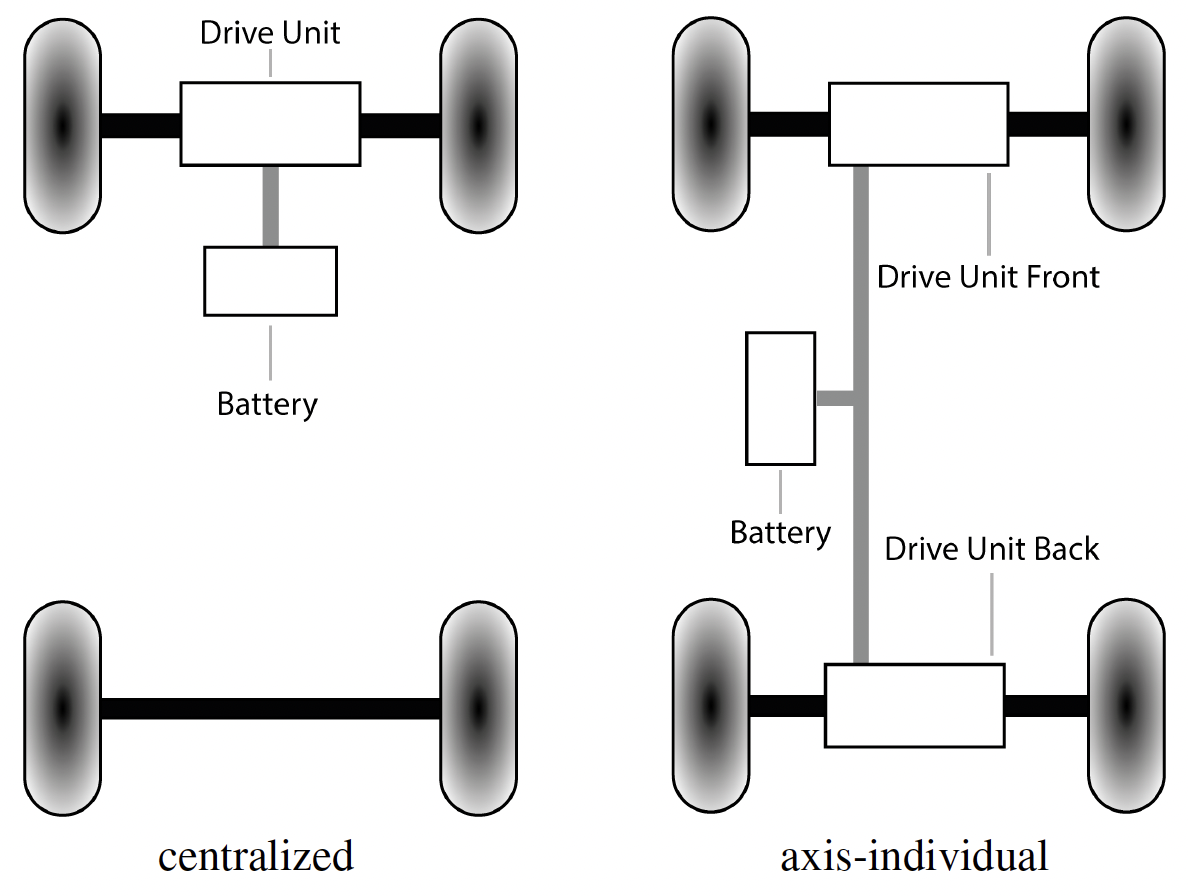 Drive Unit
Battery
centralized
Drive Unit Front
Battery
Drive Unit Back
axis-individual